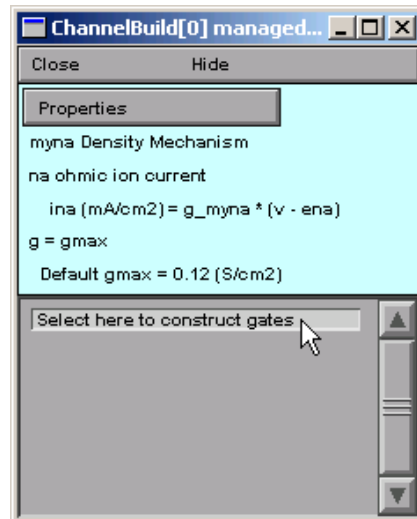 ChannelBuild[0] managed...
Close Hide
Properties
myna Density Mechanism
na ohmic ion current
ina (mA/cm2) = g_myna * (v - ena)
g = gmax
Default gmax = 0.12 (S/cm2)
Select here to construct gates